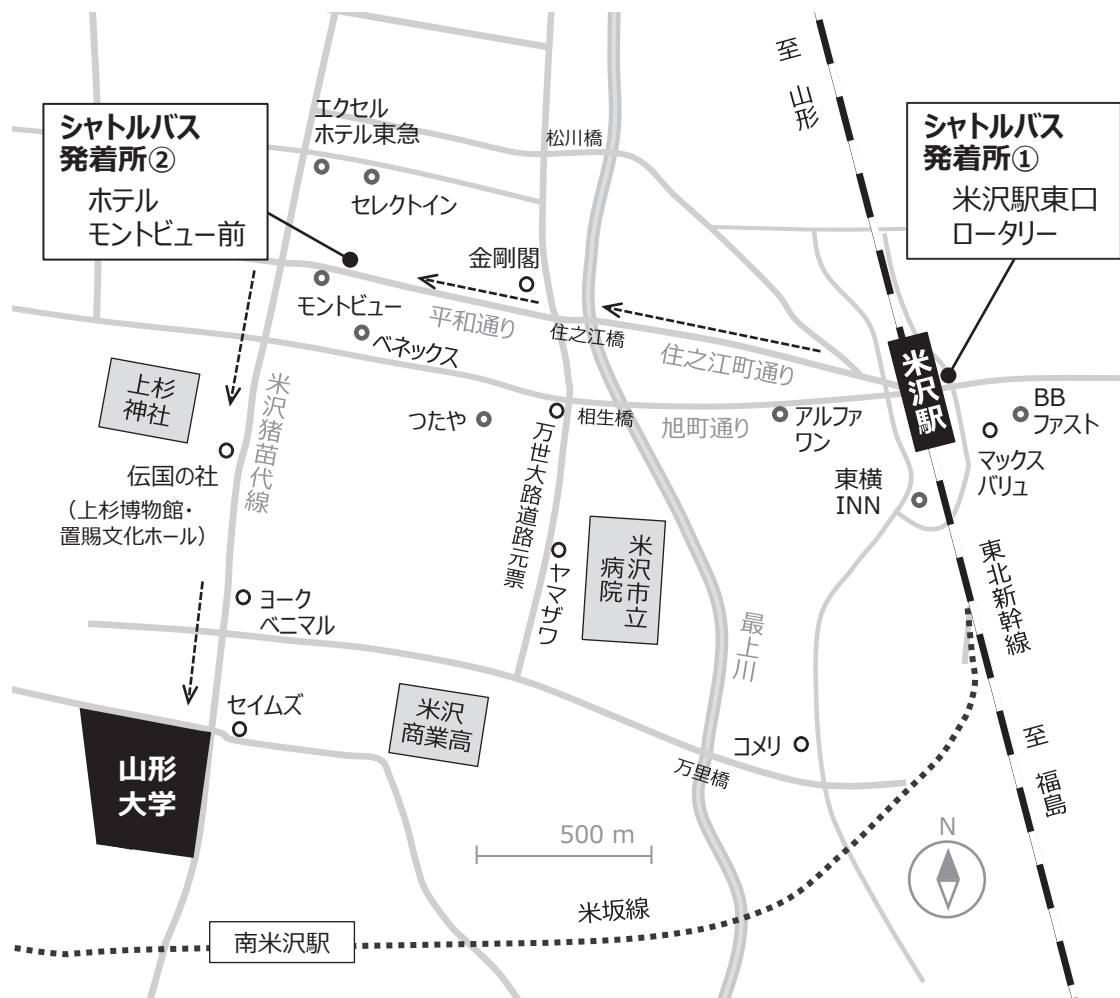 至
山形
エクセル
ホテル東急
シャトルバス
発着所②
ホテル
モントビュー前
シャトルバス
発着所①
米沢駅東口
ロータリー
松川橋
セレクトイン
金剛閣
モントビュー
平和通り
住之江橋
ベネックス
住之江町通り
米沢駅
上杉
神社
米沢猪苗代線
つたや
万世大路道路元票
相生橋
旭町通り
アルファ
ワン
BB
ファスト
マックス
バリュ
伝国の社
(上杉博物館・
置賜文化ホール)
東横
INN
米沢市立
病院
ヤマザワ
東北新幹線
ヨーク
ベニマル
最上川
セイムズ
米沢
商業高
コメリ
至
福島
万里橋
山形
大学
500 m
N
米坂線
南米沢駅